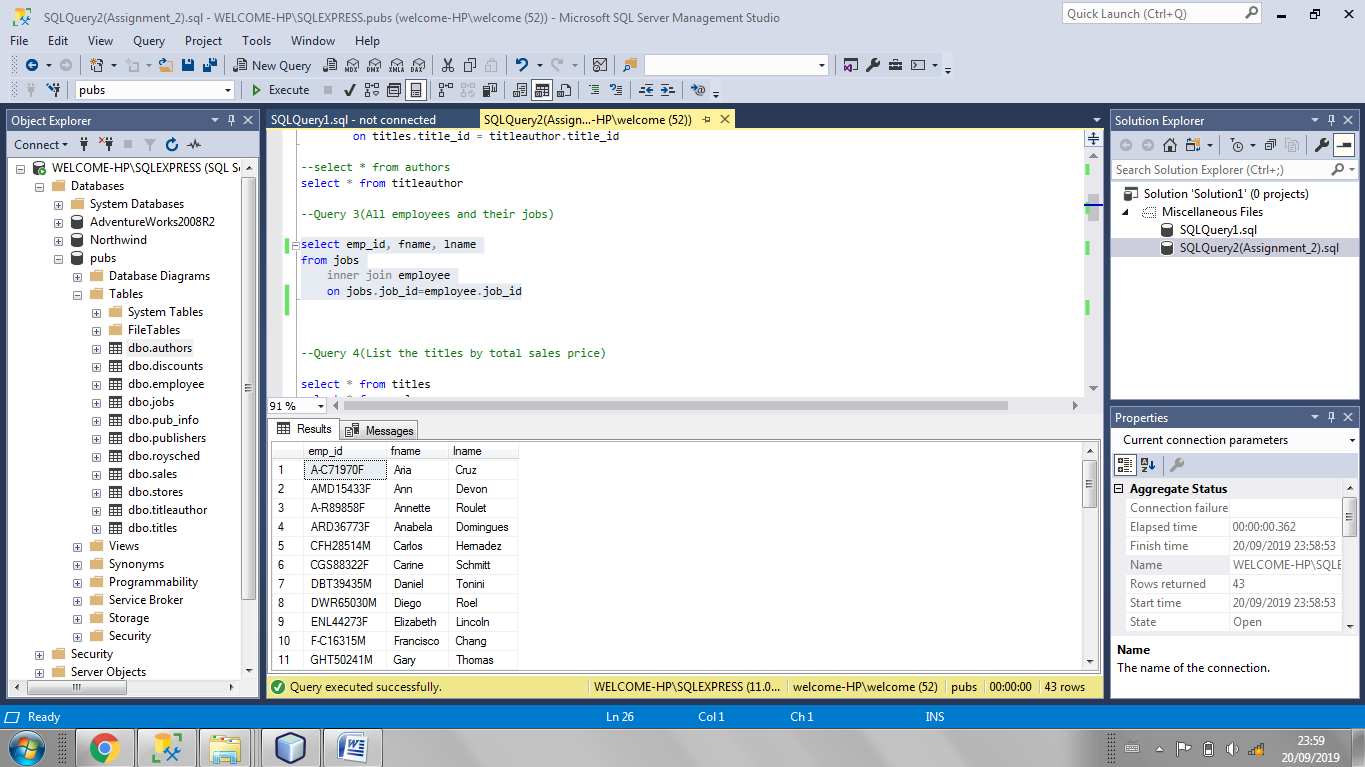 SQLQuery2(Assignment_2).sql - WELCOME-HP\SQLEXPRESS.pubs (welcome-HP\welcome (52)) - Microsoft SQL Server Management Studio
Quick Launch (Ctrl+Q)
File Edit View Query Project Tools Window Help
New Query MDX DMX XMLA DAX
pubs Execute
Object Explorer
Connect
WELCOME-HP\SQLEXPRESS (SQL S
Databases
System Databases
AdventureWorks2008R2
Northwind
pubs
Database Diagrams
Tables
System Tables
FileTables
dbo.authors
dbo.discounts
dbo.employee
dbo.jobs
dbo.pub_info
dbo.publishers
dbo.roysched
dbo.sales
dbo.stores
dbo.titleauthor
dbo.titles
Views
Synonyms
Programmability
Service Broker
Storage
Security
Security
Server Objects
SQLQuery1.sql - not connected
SQLQuery2(Assign...-HP\welcome (52))
on titles.title_id = titleauthor.title_id
--select * from authors
select * from titleauthor
--Query 3(All employees and their jobs)
select emp_id, fname, lname
from jobs
inner join employee
on jobs.job_id=employee.job_id
--Query 4(List the titles by total sales price)
select * from titles
91 %
Results Messages
emp_id fname lname
1 A-C71970F Aria Cruz
2 AMD15433F Ann Devon
3 A-R89858F Annette Roulet
4 ARD36773F Anabela Domingues
5 CFH28514M Carlos Hernadez
6 CGS88322F Carine Schmitt
7 DBT39435M Daniel Tonini
8 DWR65030M Diego Roel
9 ENL44273F Elizabeth Lincoln
10 F-C16315M Francisco Chang
11 GHT50241M Gary Thomas
Query executed successfully.
WELCOME-HP\SQLEXPRESS (11.0... welcome-HP\welcome (52) pubs 00:00:00 43 rows
Solution Explorer
Search Solution Explorer (Ctrl+;)
Solution 'Solution1' (0 projects)
Miscellaneous Files
SQLQuery1.sql
SQLQuery2(Assignment_2).sql
Properties
Current connection parameters
Aggregate Status
Connection failure
Elapsed time 00:00:00.362
Finish time 20/09/2019 23:58:53
Name WELCOME-HP\SQLE
Rows returned 43
Start time 20/09/2019 23:58:53
State Open
Name
The name of the connection.
Ready Ln 26 Col 1 Ch 1 INS
23:59
20/09/2019